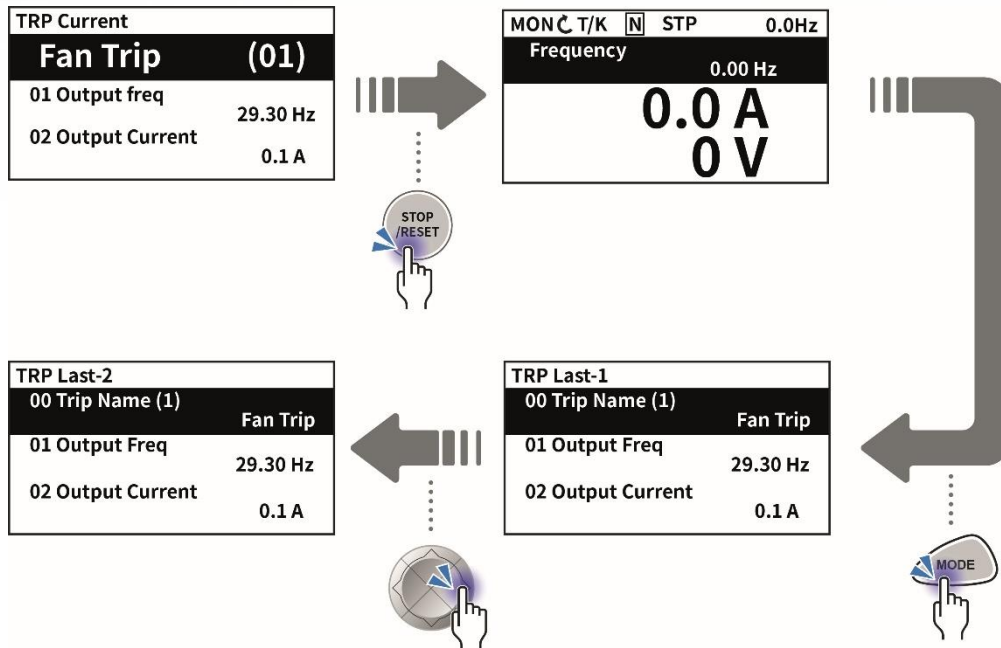 TRP Current
Fan Trip (01)
01 Output freq
29.30 Hz
02 Output Current
0.1 A
STOP
/RESET
MON T/K N STP 0.0Hz
Frequency
0.00 Hz
0.0 A
0 V
MODE
TRP Last-1
00 Trip Name (1)
Fan Trip
01 Output Freq
29.30 Hz
02 Output Current
0.1 A
TRP Last-2
00 Trip Name (1)
Fan Trip
01 Output Freq
29.30 Hz
02 Output Current
0.1 A